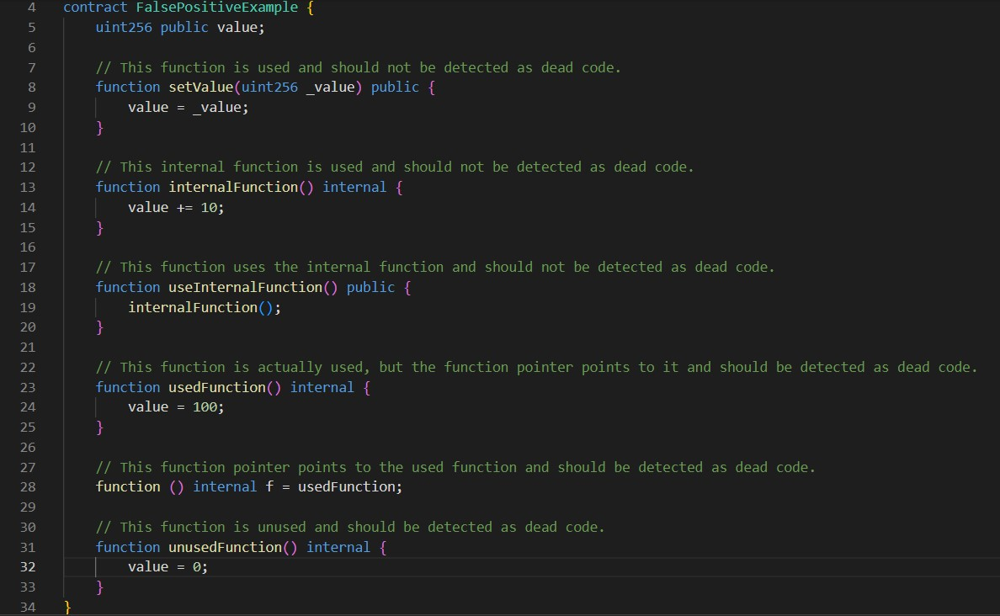 4 contract FalsePositiveExample {
5 uint256 public value;
6
7 // This function is used and should not be detected as dead code.
8 function setValue(uint256 _value) public {
9 value = _value;
10 }
11
12 // This internal function is used and should not be detected as dead code.
13 function internalFunction() internal {
14 value += 10;
15 }
16
17 // This function uses the internal function and should not be detected as dead code.
18 function useInternalFunction() public {
19 internalFunction();
20 }
21
22 // This function is actually used, but the function pointer points to it and should be detected as dead code.
23 function usedFunction() internal {
24 value = 100;
25 }
26
27 // This function pointer points to the used function and should be detected as dead code.
28 function () internal f = usedFunction;
29
30 // This function is unused and should be detected as dead code.
31 function unusedFunction() internal {
32 value = 0;
33 }
34 }